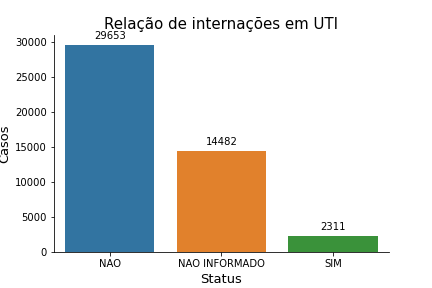 Relação de internações em UTI
29653
14482
2311
30000
25000
20000
15000
10000
5000
0
Casos
NAO
NAO INFORMADO
SIM
Status